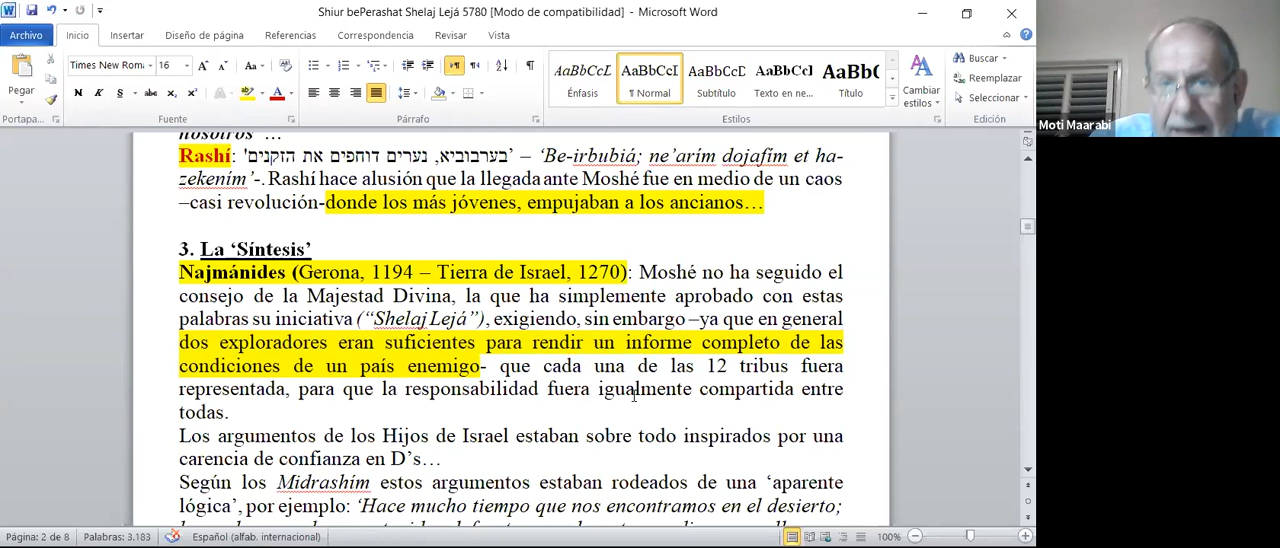 Shiur bePerashat Shelaj Lejá 5780 [Modo de compatibilidad] - Microsoft Word
Archivo Inicio Insertar Diseño de página Referencias Correspondencia Revisar Vista
Times New Roma 16
Pegar
N K S abc x₂ x² Aa
AaBbCcL AaBbCcI AaBbCcD AaBbCcI AaBb(
Énfasis ¶ Normal Subtítulo Texto en ne... Título
Cambiar estilos
Buscar
Reemplazar
Seleccionar
Portapa... Fuente Párrafo Estilos Edición
Moti Maarabi
nosotros’…
Rashí: 'בערבוביא, נערים דוחפים את הזקנים’ – ‘Be-irbubiá; ne’arím dojafím et ha-
zekením’-. Rashí hace alusión que la llegada ante Moshé fue en medio de un caos
–casi revolución-donde los más jóvenes, empujaban a los ancianos…
3. La ‘Síntesis’
Najmánides (Gerona, 1194 – Tierra de Israel, 1270): Moshé no ha seguido el
consejo de la Majestad Divina, la que ha simplemente aprobado con estas
palabras su iniciativa (“Shelaj Lejá”), exigiendo, sin embargo –ya que en general
dos exploradores eran suficientes para rendir un informe completo de las
condiciones de un país enemigo- que cada una de las 12 tribus fuera
representada, para que la responsabilidad fuera igualmente compartida entre
todas.
Los argumentos de los Hijos de Israel estaban sobre todo inspirados por una
carencia de confianza en D’s…
Según los Midrashím estos argumentos estaban rodeados de una ‘aparente
lógica’, por ejemplo: ‘Hace mucho tiempo que nos encontramos en el desierto;
Página: 2 de 8 Palabras: 3.183 Español (alfab. internacional) 100%